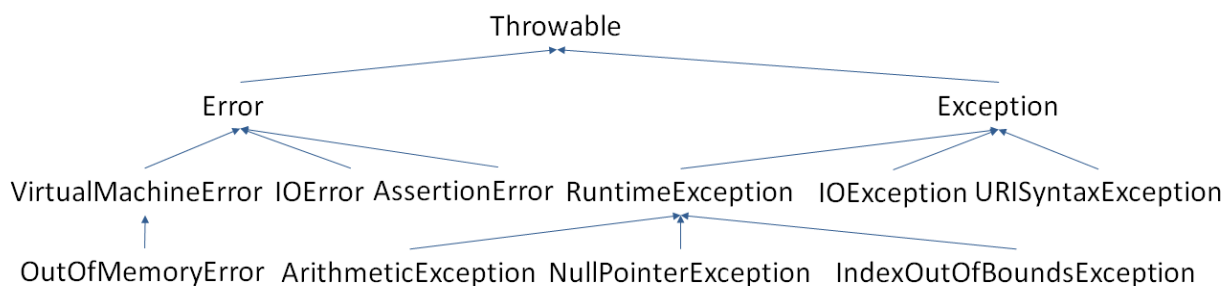 Throwable
Error Exception
VirtualMachineError IOError AssertionError RuntimeException IOException URISyntaxException
OutOfMemoryError ArithmeticException NullPointerException IndexOutOfBoundsException